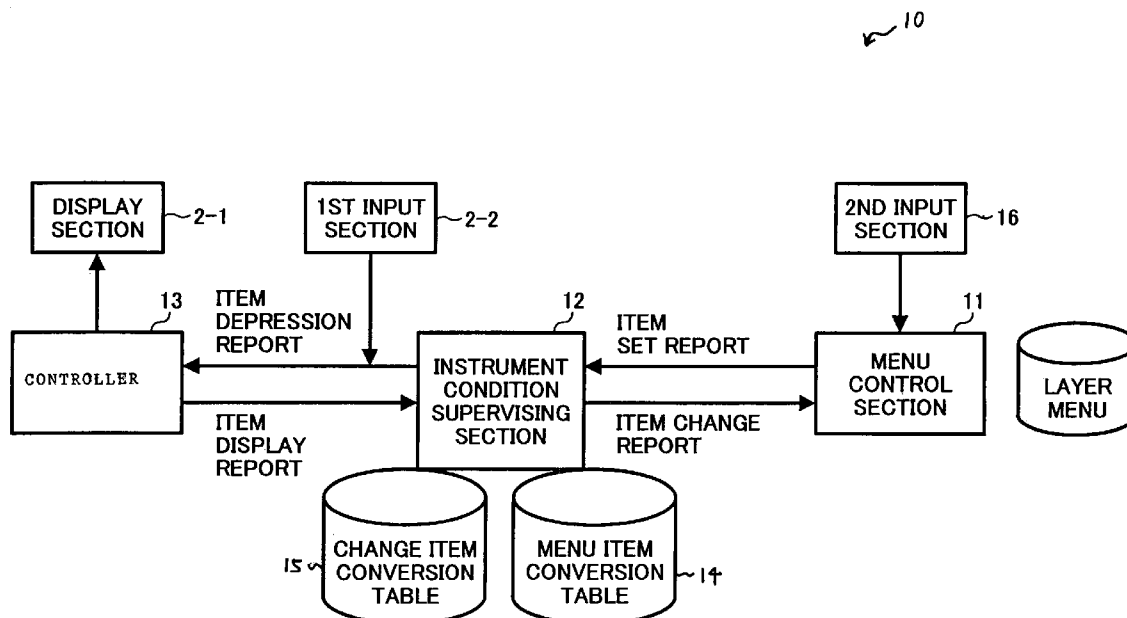 10
DISPLAY
SECTION
2-1
1ST INPUT
SECTION
2-2
2ND INPUT
SECTION
16
13
CONTROLLER
ITEM
DEPRESSION
REPORT
ITEM
DISPLAY
REPORT
12
INSTRUMENT
CONDITION
SUPERVISING
SECTION
ITEM
SET REPORT
ITEM CHANGE
REPORT
11
MENU
CONTROL
SECTION
LAYER
MENU
15
CHANGE ITEM
CONVERSION
TABLE
MENU ITEM
CONVERSION
TABLE
14